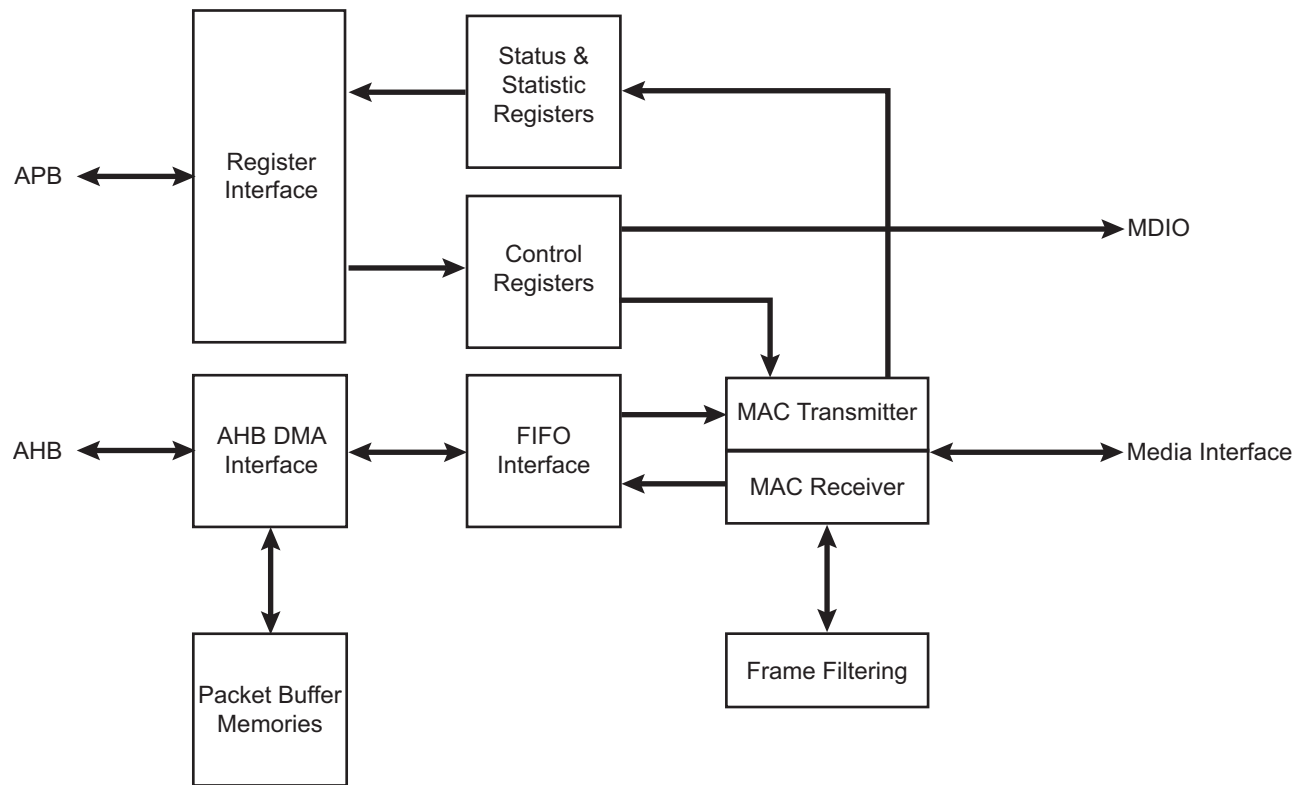 Status &
Statistic
Registers
APB
Register
Interface
Control
Registers
MDIO
AHB
AHB DMA
Interface
FIFO
Interface
MAC Transmitter
MAC Receiver
Media Interface
Packet Buffer
Memories
Frame Filtering